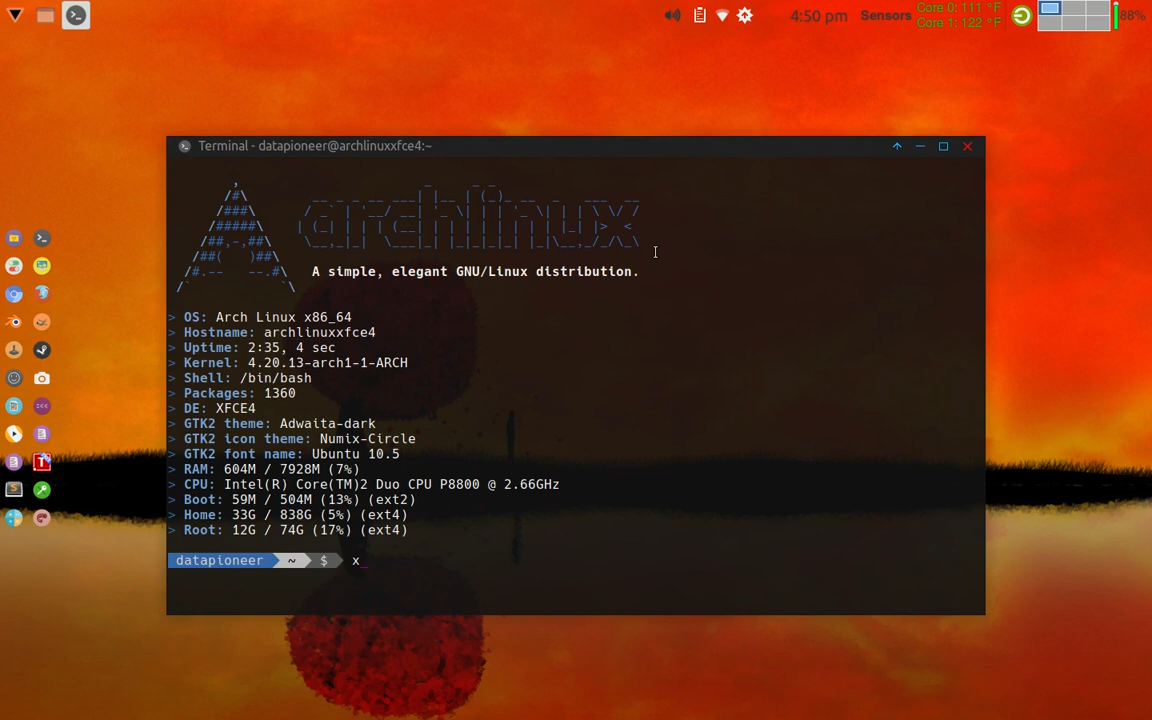 4:50 pm Sensors Core 0: 111 °F 88%
Core 1: 122 °F
Terminal - datapioneer@archlinuxxfce4:~
A simple, elegant GNU/Linux distribution.
> OS: Arch Linux x86_64
> Hostname: archlinuxxfce4
> Uptime: 2:35, 4 sec
> Kernel: 4.20.13-arch1-1-ARCH
> Shell: /bin/bash
> Packages: 1360
> DE: XFCE4
> GTK2 theme: Adwaita-dark
> GTK2 icon theme: Numix-Circle
> GTK2 font name: Ubuntu 10.5
> RAM: 604M / 7928M (7%)
> CPU: Intel(R) Core(TM)2 Duo CPU P8800 @ 2.66GHz
> Boot: 59M / 504M (13%) (ext2)
> Home: 33G / 838G (5%) (ext4)
> Root: 12G / 74G (17%) (ext4)
datapioneer ~ $ x_